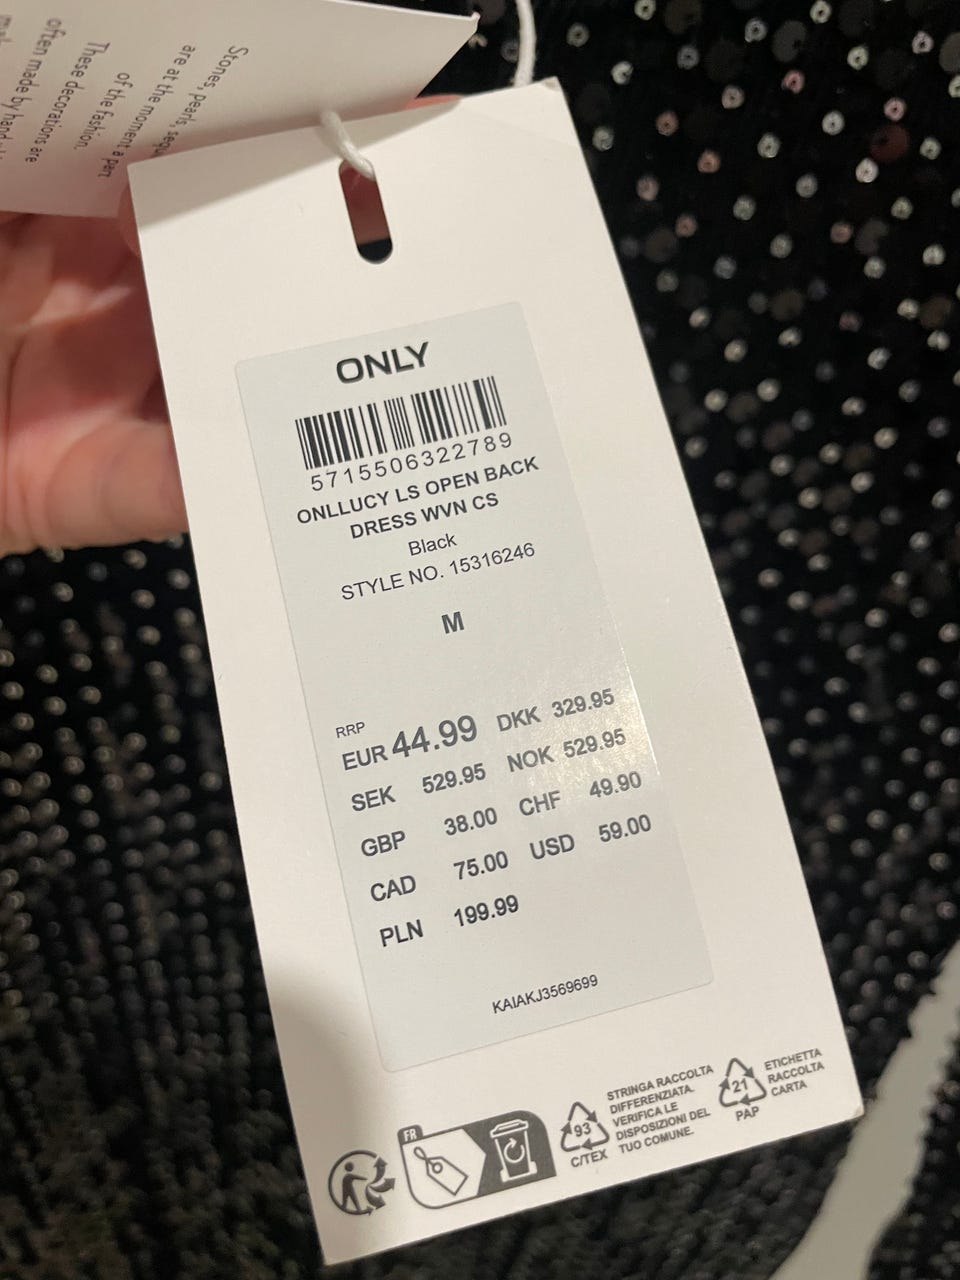 Stones, pearls,
are at the moment a part
of the fashion.
These decorations are
often made by hand
ONLY
5715506322789
ONLLUCY LS OPEN BACK
DRESS WVN CS
Black
STYLE NO. 15316246
M
RRP
EUR 44.99 DKK 329.95
SEK 529.95 NOK 529.95
GBP 38.00 CHF 49.90
CAD 75.00 USD 59.00
PLN 199.99
KAIAKJ3569699
FR
93
C/TEX
STRINGA RACCOLTA
DIFFERENZIATA.
VERIFICA LE
DISPOSIZIONI DEL
TUO COMUNE.
21
PAP
ETICHETTA
RACCOLTA
CARTA